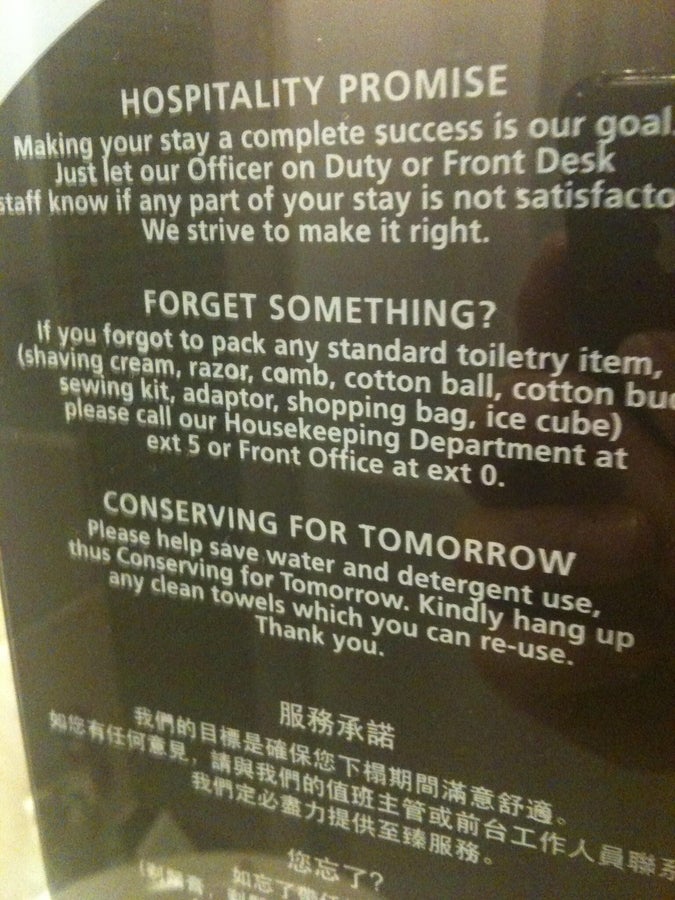 HOSPITALITY PROMISE
Making your stay a complete success is our goal.
Just let our Officer on Duty or Front Desk
staff know if any part of your stay is not satisfacto
We strive to make it right.
FORGET SOMETHING?
If you forgot to pack any standard toiletry item,
(shaving cream, razor, comb, cotton ball, cotton bu
sewing kit, adaptor, shopping bag, ice cube)
please call our Housekeeping Department at
ext 5 or Front Office at ext 0.
CONSERVING FOR TOMORROW
Please help save water and detergent use,
thus Conserving for Tomorrow. Kindly hang up
any clean towels which you can re-use.
Thank you.
服務承諾
我們的目標是確保您下榻期間滿意舒適。
如您有任何意見，請與我們的值班主管或前台工作人員聯系
我們定必盡力提供至臻服務。
您忘了?
如忘了帶任